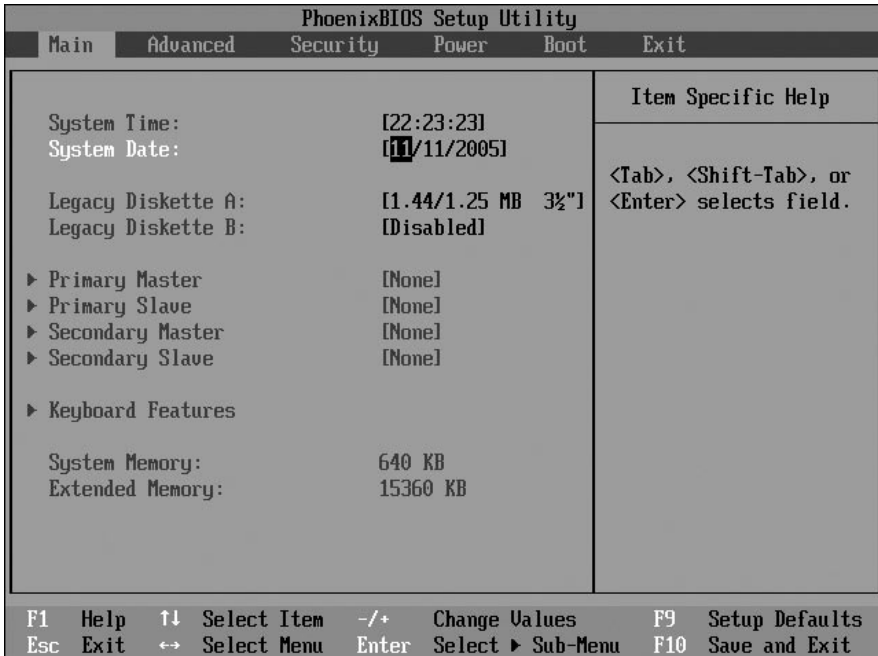 PhoenixBIOS Setup Utility
Main Advanced Security Power Boot Exit
Item Specific Help
System Time: [22:23:23]
System Date: [11/11/2005]
<Tab>, <Shift-Tab>, or
<Enter> selects field.
Legacy Diskette A: [1.44/1.25 MB 3½"]
Legacy Diskette B: [Disabled]
▶ Primary Master [None]
▶ Primary Slave [None]
▶ Secondary Master [None]
▶ Secondary Slave [None]
▶ Keyboard Features
System Memory: 640 KB
Extended Memory: 15360 KB
F1 Help ↑↓ Select Item -/+ Change Values F9 Setup Defaults
Esc Exit ↔ Select Menu Enter Select ▶ Sub-Menu F10 Save and Exit